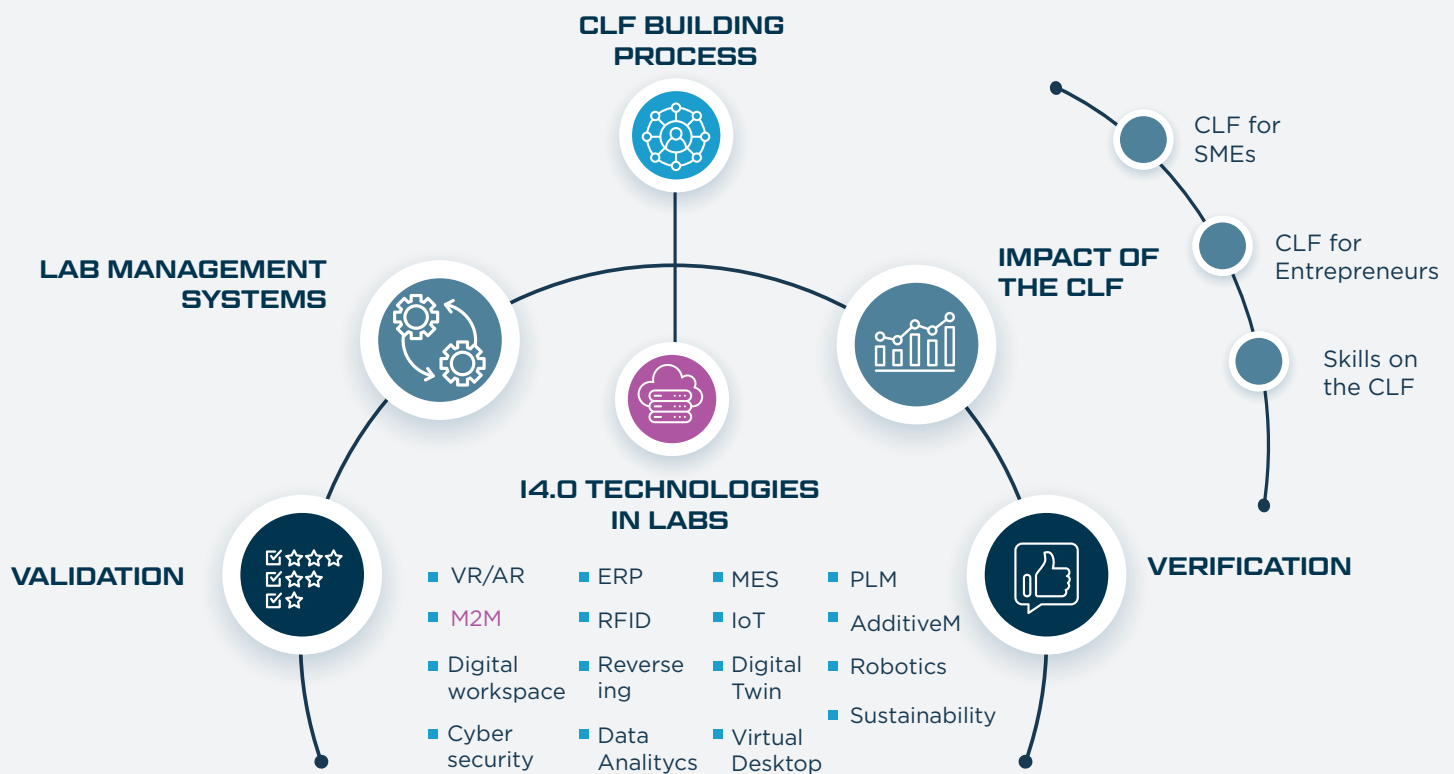 CLF BUILDING
PROCESS
CLF for
SMEs
CLF for
Entrepreneurs
Skills on
the CLF
LAB MANAGEMENT
SYSTEMS
IMPACT OF
THE CLF
I4.0 TECHNOLOGIES
IN LABS
VALIDATION
VERIFICATION
VR/AR
M2M
Digital
workspace
Cyber
security
ERP
RFID
Reverse
ing
Data
Analitycs
MES
IoT
Digital
Twin
Virtual
Desktop
PLM
AdditiveM
Robotics
Sustainability